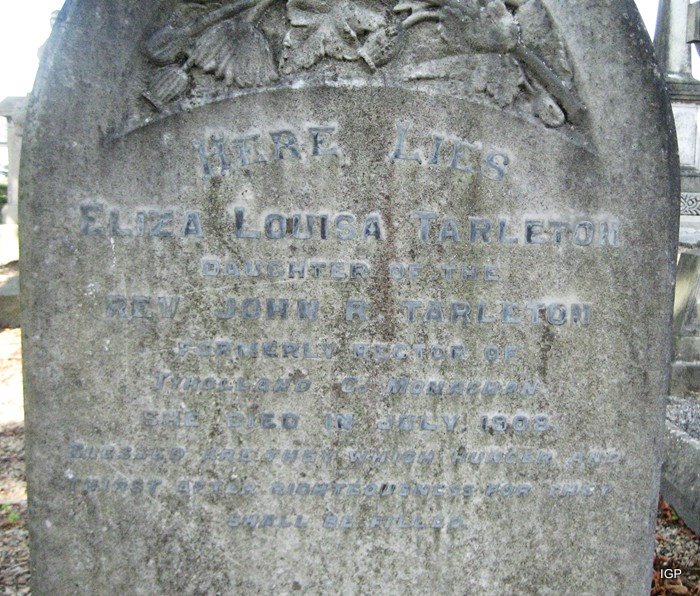 HERE LIES
ELIZA LOUISA TARLETON
DAUGHTER OF THE
REV JOHN R. TARLETON
FORMERLY RECTOR OF
TYHOLLAND CO. MONAGHAN
SHE DIED IN JULY 1908.
BLESSED ARE THEY WHICH HUNGER AND
THIRST AFTER RIGHTEOUSNESS FOR THEY
SHALL BE FILLED.
IGP